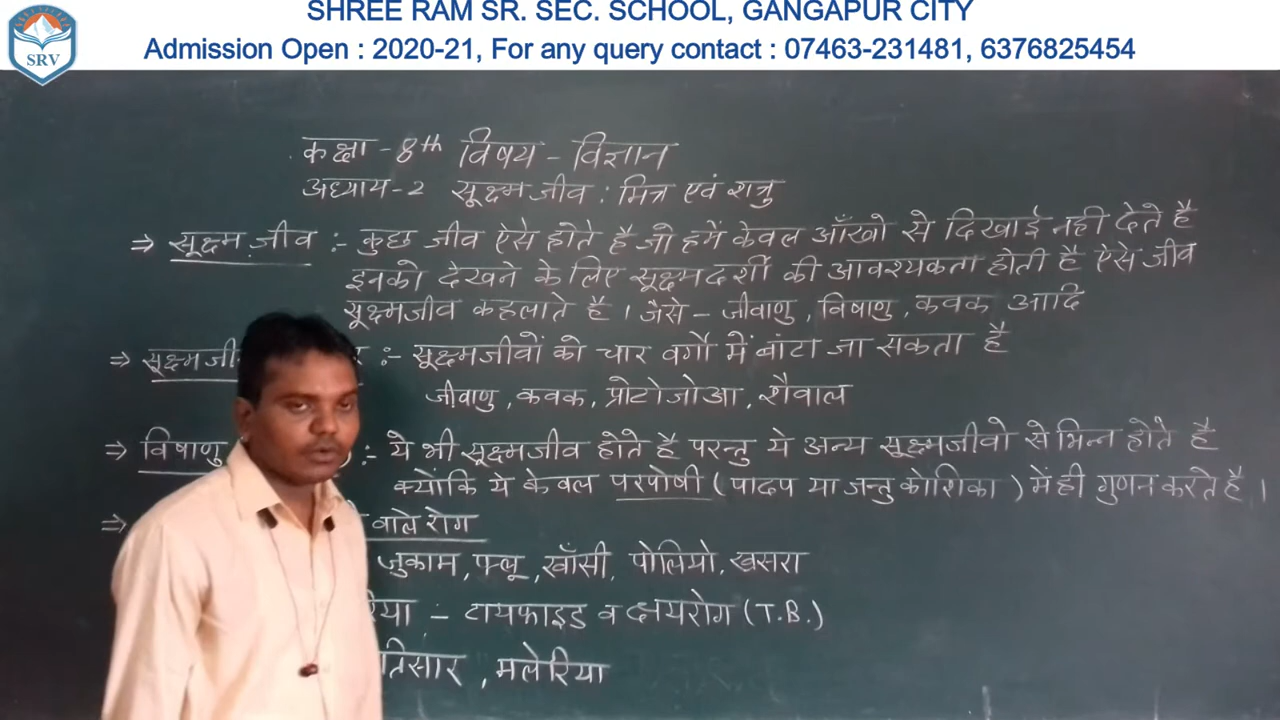 SHREE RAM SR. SEC. SCHOOL, GANGAPUR CITY
Admission Open : 2020-21, For any query contact : 07463-231481, 6376825454
SRV
कक्षा - 8th विषय - विज्ञान
अध्याय - 2 सूक्ष्म जीव : मित्र एवं शत्रु
⇒ सूक्ष्म जीव :- कुछ जीव ऐसे होते है जो हमें केवल आँखो से दिखाई नही देते है
इनको देखने के लिए सूक्ष्मदर्शी की आवश्यकता होती है ऐसे जीव
सूक्ष्मजीव कहलाते है । जैसे - जीवाणु, विषाणु, कवक आदि
⇒ सूक्ष्मजी :- सूक्ष्मजीवों को चार वर्गो में बांटा जा सकता है
जीवाणु, कवक, प्रोटोजोआ, शैवाल
⇒ विषाणु ) :- ये भी सूक्ष्मजीव होते है परन्तु ये अन्य सूक्ष्मजीवो से भिन्न होते है
क्योंकि ये केवल परपोषी ( पादप या जन्तु कोशिका ) में ही गुणन करते है ।
⇒ वाले रोग
जुकाम, फ्लू, खाँसी, पोलियो, खसरा
रिया :- टायफाइड व क्षयरोग (T.B.)
तिसार, मलेरिया